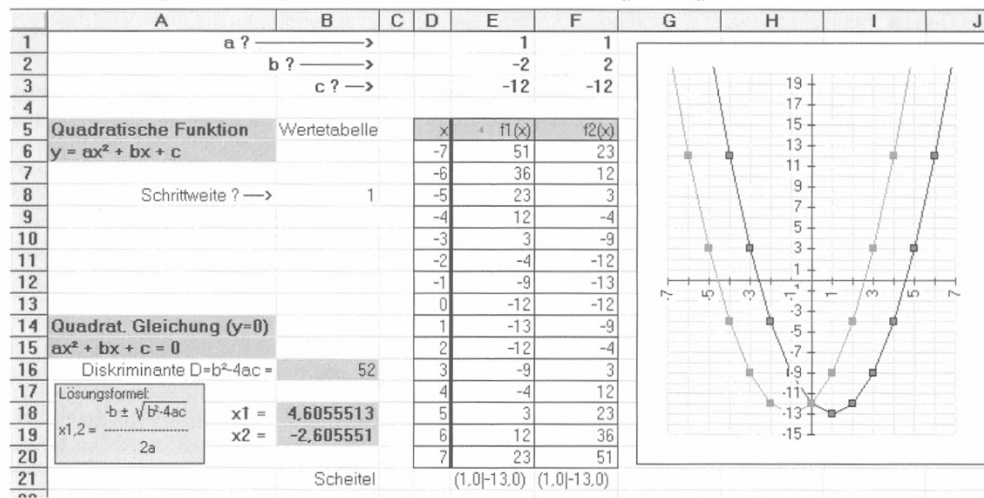 A B C D E F G H I J
1 a ? ———> 1 1
2 b ? ———> -2 2
3 c ? —> -12 -12
4
5 Quadratische Funktion Wertetabelle x f1(x) f2(x)
6 y = ax² + bx + c -7 51 23
7 -6 36 12
8 Schrittweite ? —> 1 -5 23 3
9 -4 12 -4
10 -3 3 -9
11 -2 -4 -12
12 -1 -9 -13
13 0 -12 -12
14 Quadrat. Gleichung (y=0) 1 -13 -9
15 ax² + bx + c = 0 2 -12 -4
16 Diskriminante D=b²-4ac = 52 3 -9 3
17 Lösungsformel: 4 -4 12
18 -b ± √b²-4ac x1 = 4,6055513 5 3 23
19 x1,2 = ---------------- x2 = -2,605551 6 12 36
20 2a 7 23 51
21 Scheitel (1,0|-13,0) (1,0|-13,0)
19
17
15
13
11
9
7
5
3
1
-1
-3
-5
-7
-9
-11
-13
-15
-7 -5 -3 -1 1 3 5 7